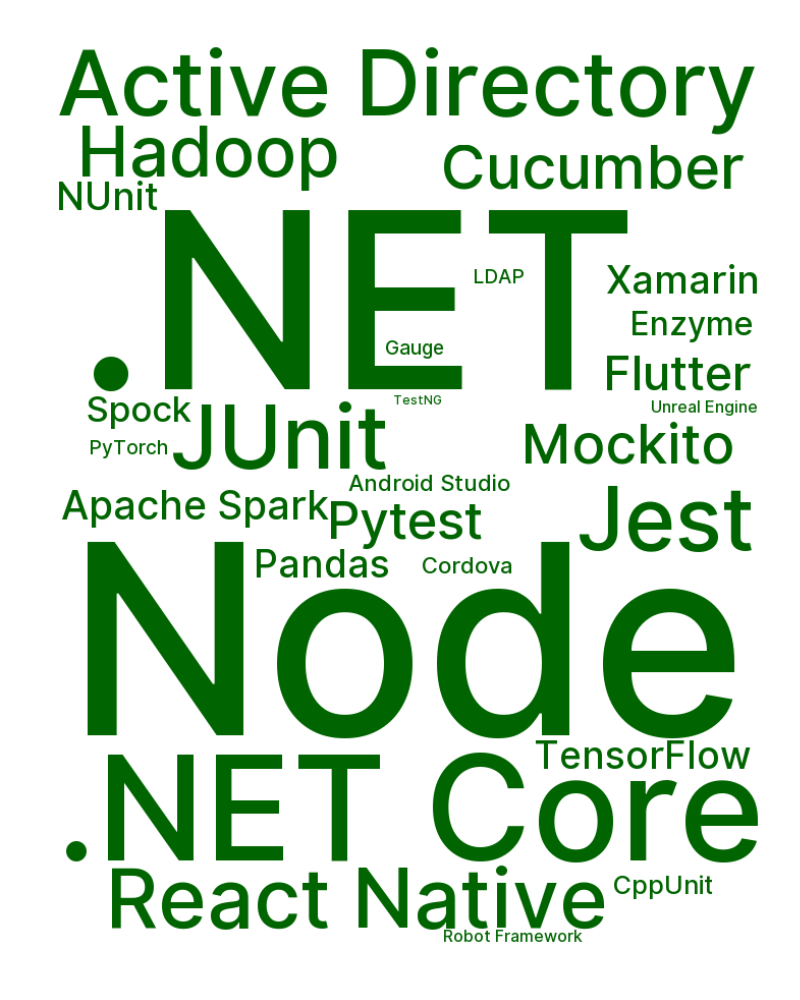 Active Directory
Hadoop
Cucumber
NUnit
.NET
LDAP
Xamarin
Enzyme
Gauge
Flutter
Spock
TestNG
Unreal Engine
JUnit
PyTorch
Mockito
Android Studio
Apache Spark
Pytest
Jest
Pandas
Cordova
Node
TensorFlow
.NET Core
React Native
CppUnit
Robot Framework